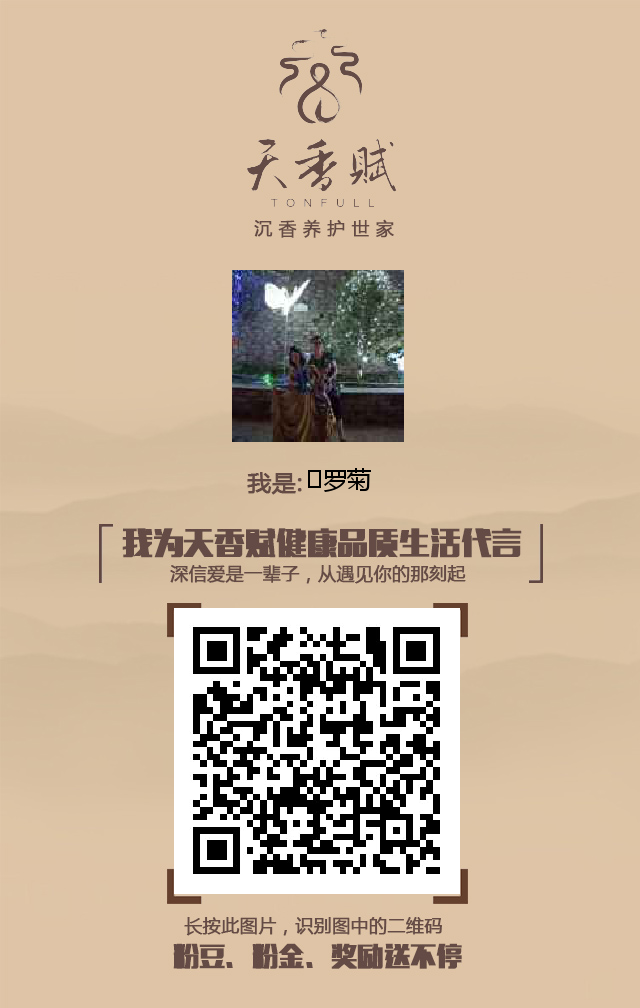 天香赋
TONFULL
沉香养护世家
我是:罗菊
我为天香赋健康品质生活代言
深信爱是一辈子，从遇见你的那刻起
长按此图片，识别图中的二维码
粉豆、粉金、奖励送不停